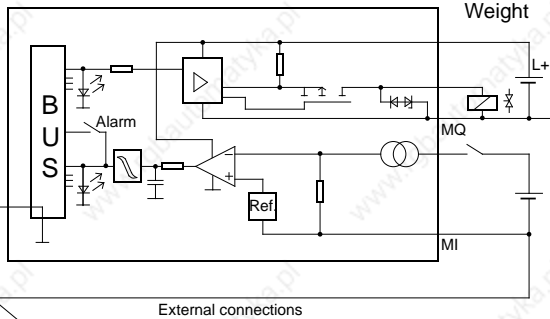 Weight
L+
B
U
S
Alarm
MQ
Ref.
MI
External connections